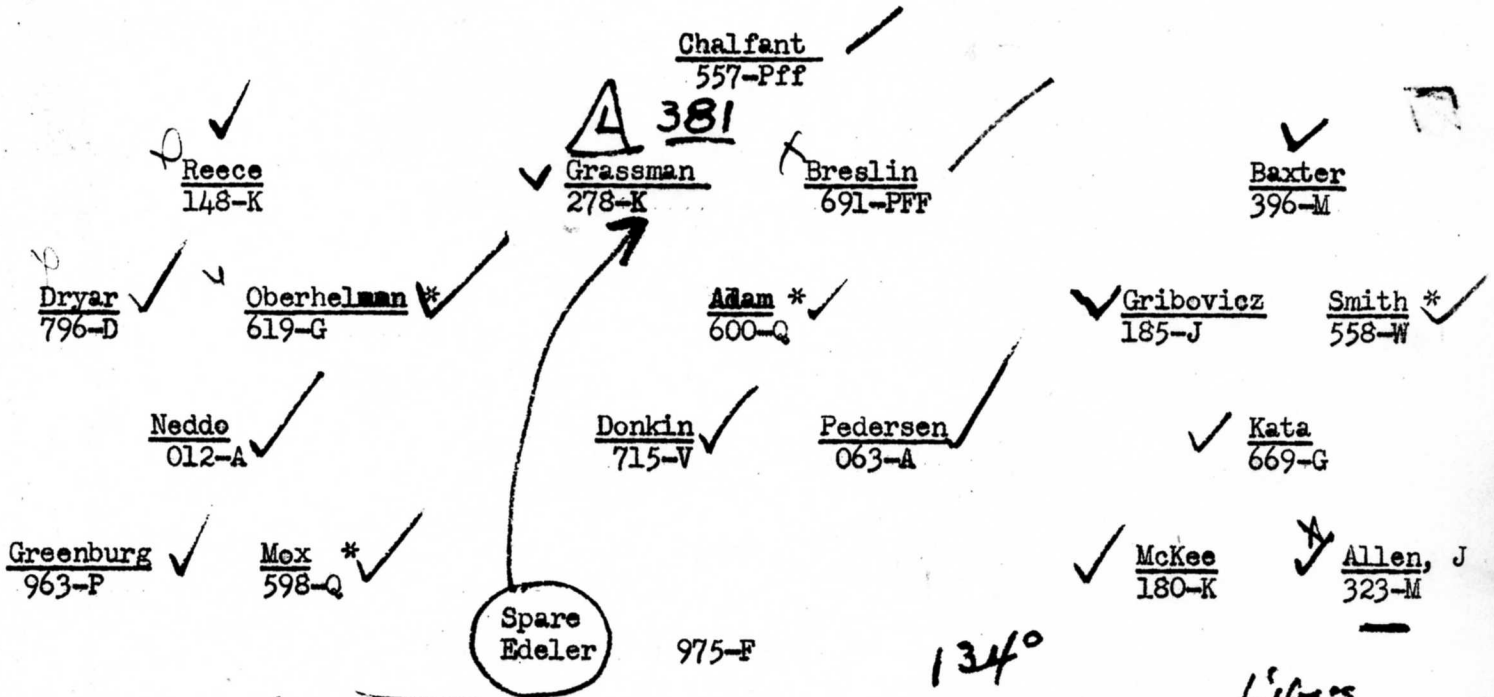 Chalfant
557-Pff
L 381
Reece
148-K
Grassman
278-K
Breslin
691-PFF
Baxter
396-M
Dryar
796-D
Oberhelman *
619-G
Adam *
600-Q
Gribovicz
185-J
Smith *
558-W
Neddo
012-A
Donkin
715-V
Pedersen
063-A
Kata
669-G
Greenburg
963-P
Mox *
598-Q
McKee
180-K
Allen, J
323-M
Spare
Edeler 975-F
134°